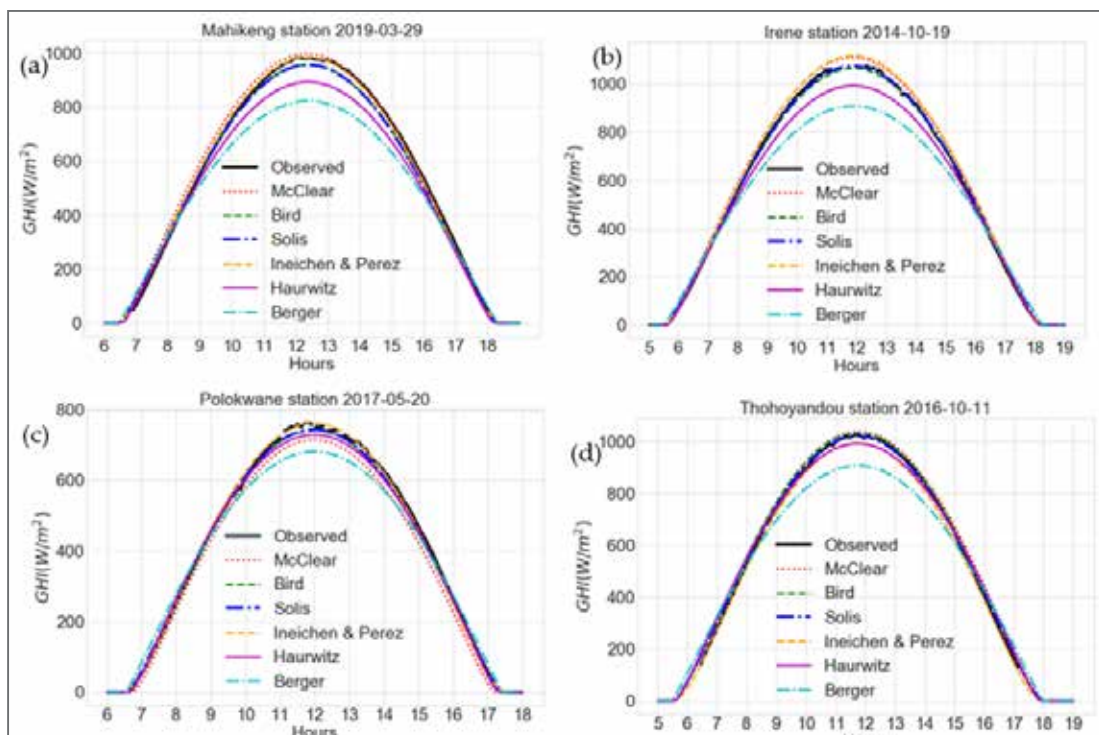 Mahikeng station 2019-03-29
(a)
1000
800
600
400
200
0
GHI(W/m²)
Observed
McClear
Bird
Solis
Ineichen & Perez
Haurwitz
Berger
6 7 8 9 10 11 12 13 14 15 16 17 18
Hours
Irene station 2014-10-19
(b)
1000
800
600
400
200
0
GHI(W/m²)
Observed
McClear
Bird
Solis
Ineichen & Perez
Haurwitz
Berger
5 6 7 8 9 10 11 12 13 14 15 16 17 18 19
Hours
Polokwane station 2017-05-20
(c)
800
600
400
200
0
GHI(W/m²)
Observed
McClear
Bird
Solis
Ineichen & Perez
Haurwitz
Berger
6 7 8 9 10 11 12 13 14 15 16 17 18
Hours
Thohoyandou station 2016-10-11
(d)
1000
800
600
400
200
0
GHI(W/m²)
Observed
McClear
Bird
Solis
Ineichen & Perez
Haurwitz
Berger
5 6 7 8 9 10 11 12 13 14 15 16 17 18 19